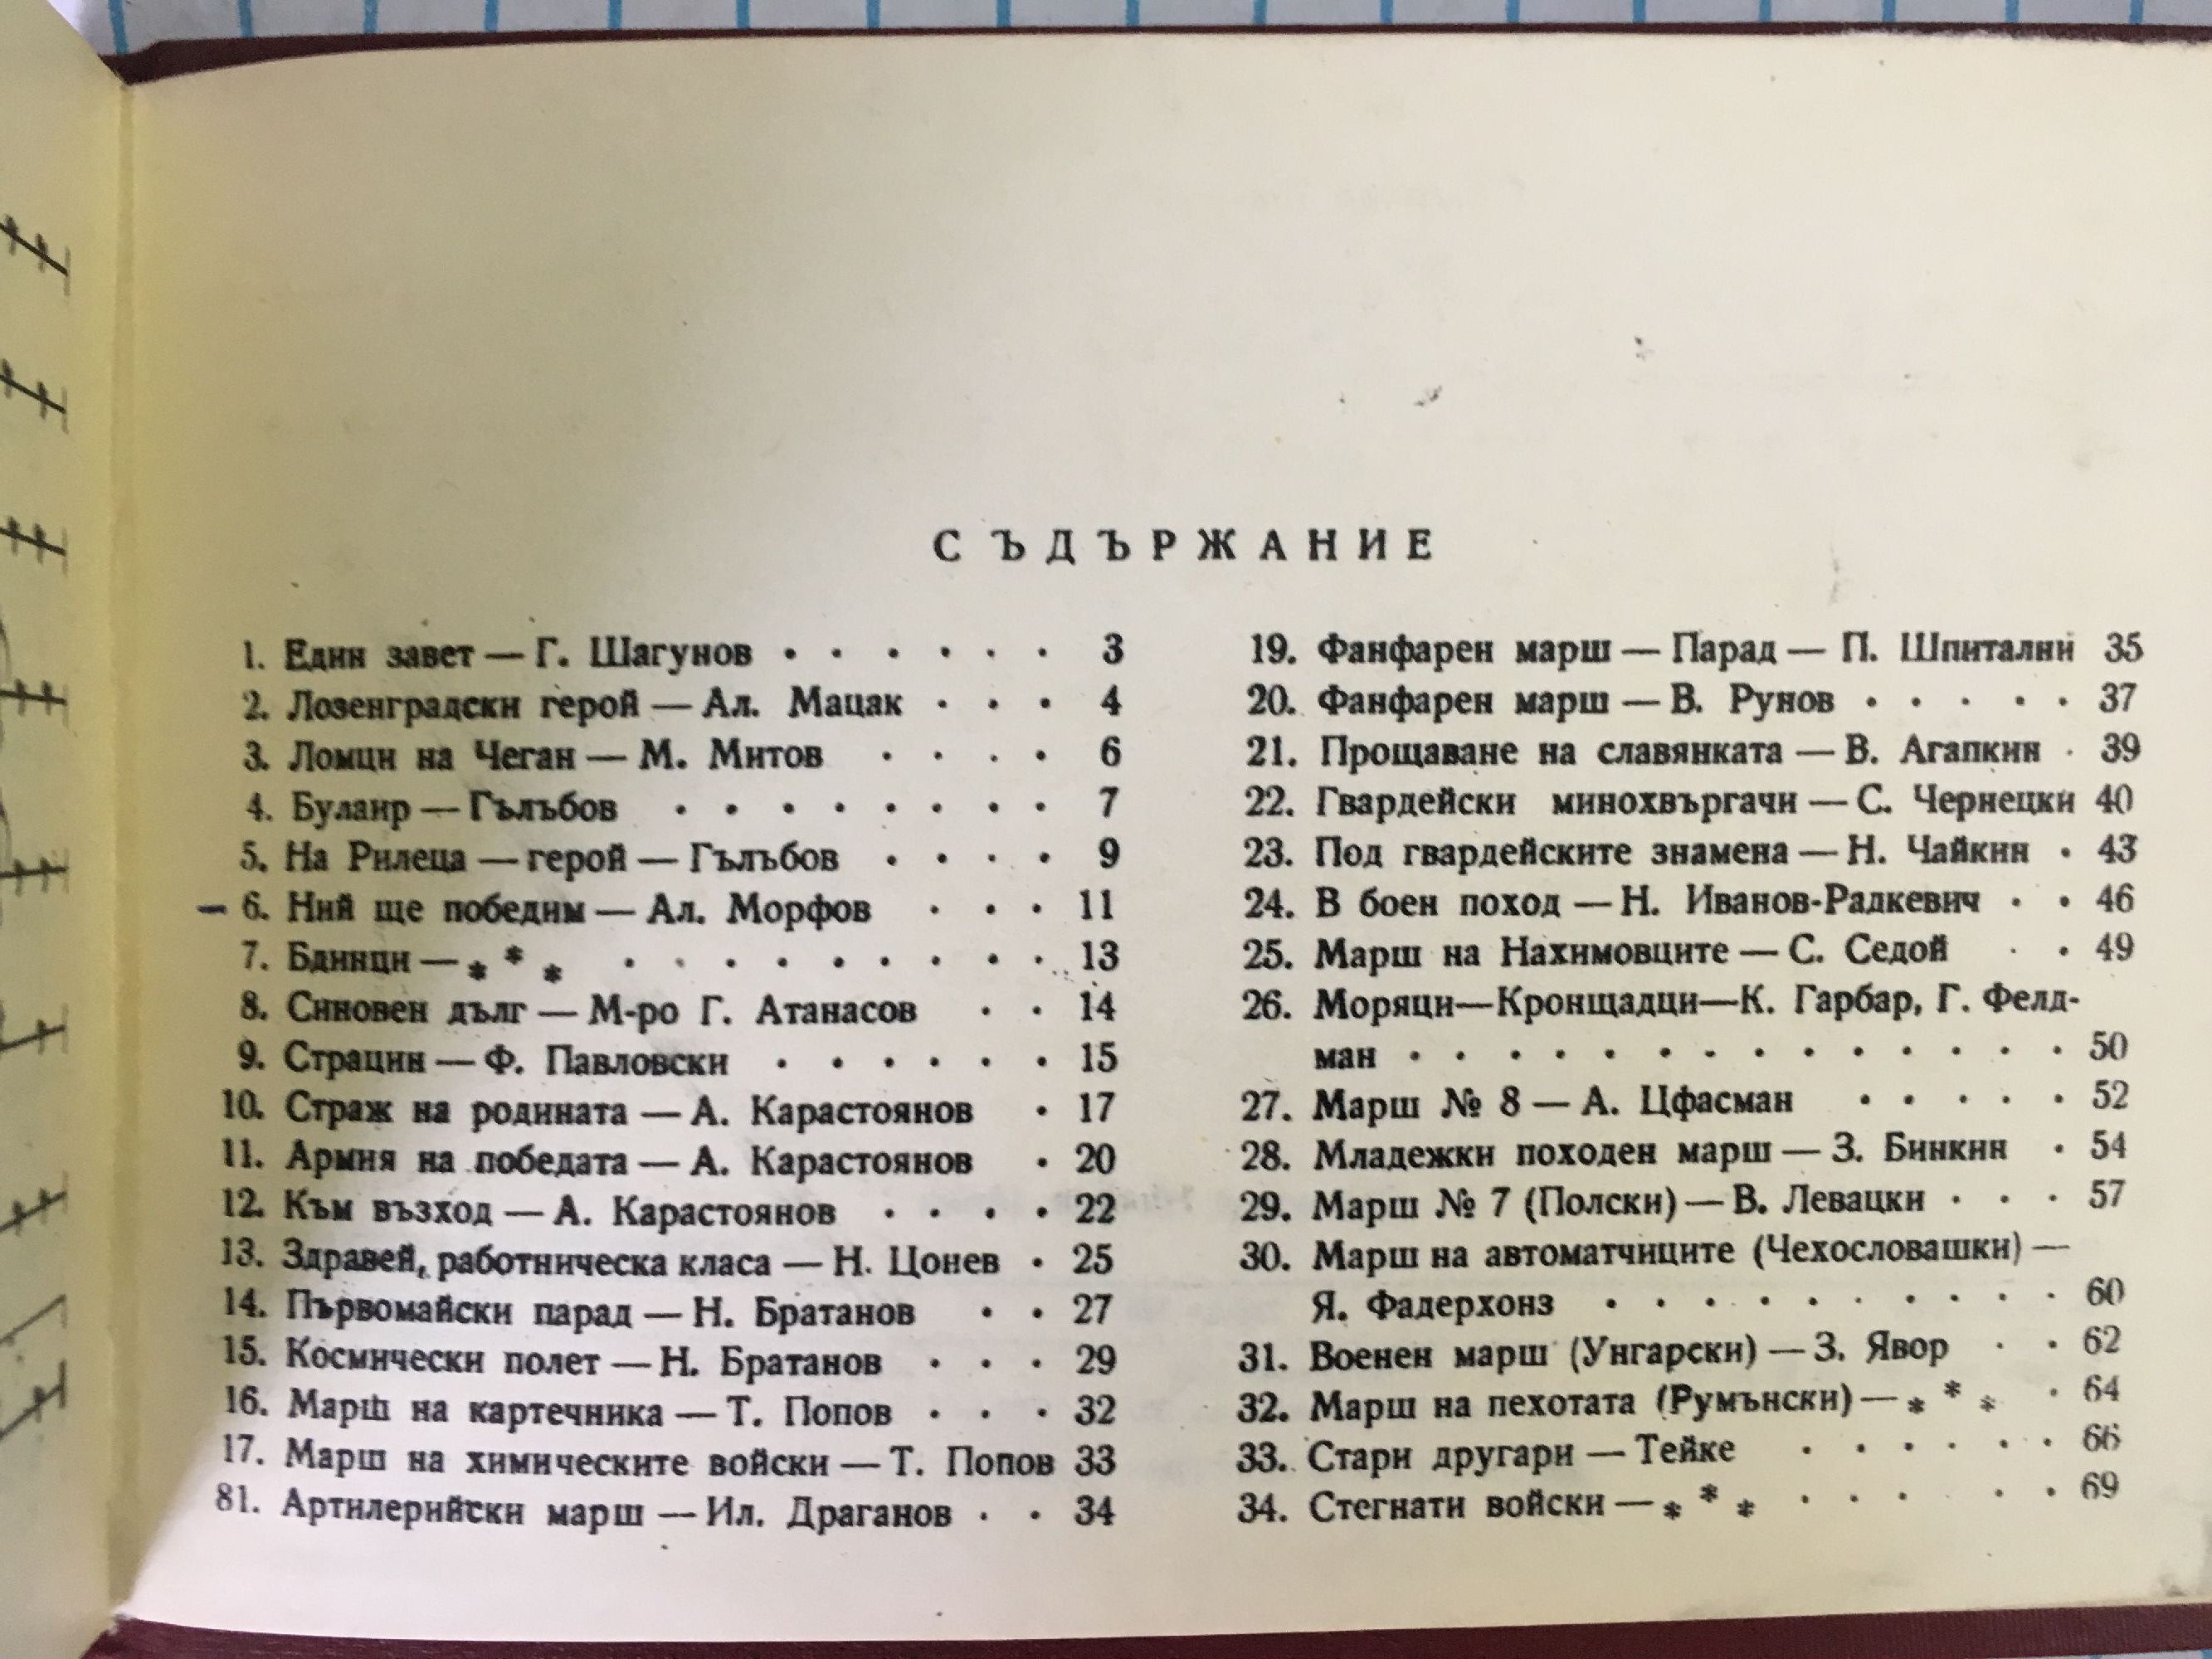 СЪДЪРЖАНИЕ
1. Един завет — Г. Шагунов . . . . . . 3
2. Лозенградски герой — Ал. Мацак . . . 4
3. Ломци на Чеган — М. Митов . . . . 6
4. Булаир — Гълъбов . . . . . . . . 7
5. На Рилеца — герой — Гълъбов . . . . 9
6. Ний ще победим — Ал. Морфов . . . 11
7. Бдинци — * * * . . . . . . . . . 13
8. Синовен дълг — М-ро Г. Атанасов . . 14
9. Страцин — Ф. Павловски . . . . . . 15
10. Страж на родината — А. Карастоянов . 17
11. Армия на победата — А. Карастоянов . 20
12. Към възход — А. Карастоянов . . . . 22
13. Здравей, работническа класа — Н. Цонев . 25
14. Първомайски парад — Н. Братанов . . 27
15. Космически полет — Н. Братанов . . . 29
16. Марш на картечника — Т. Попов . . . 32
17. Марш на химическите войски — Т. Попов 33
81. Артилерийски марш — Ил. Драганов . . 34
19. Фанфарен марш — Парад — П. Шпитални 35
20. Фанфарен марш — В. Рунов . . . . . 37
21. Прощаване на славянката — В. Агапкин . 39
22. Гвардейски минохвъргачи — С. Чернецки 40
23. Под гвардейските знамена — Н. Чайкин . 43
24. В боен поход — Н. Иванов-Радкевич . . 46
25. Марш на Нахимовците — С. Седой . . 49
26. Моряци—Кронщадци—К. Гарбар, Г. Фелд-
ман . . . . . . . . . . . . . . 50
27. Марш № 8 — А. Цфасман . . . . . 52
28. Младежки походен марш — З. Бинкин . 54
29. Марш № 7 (Полски) — В. Левацки . . . 57
30. Марш на автоматчиците (Чехословашки) —
Я. Фадерхонз . . . . . . . . . . 60
31. Военен марш (Унгарски) — З. Явор . . 62
32. Марш на пехотата (Румънски) — * * * . 64
33. Стари другари — Тейке . . . . . . 66
34. Стегнати войски — * * * . . . . . 69